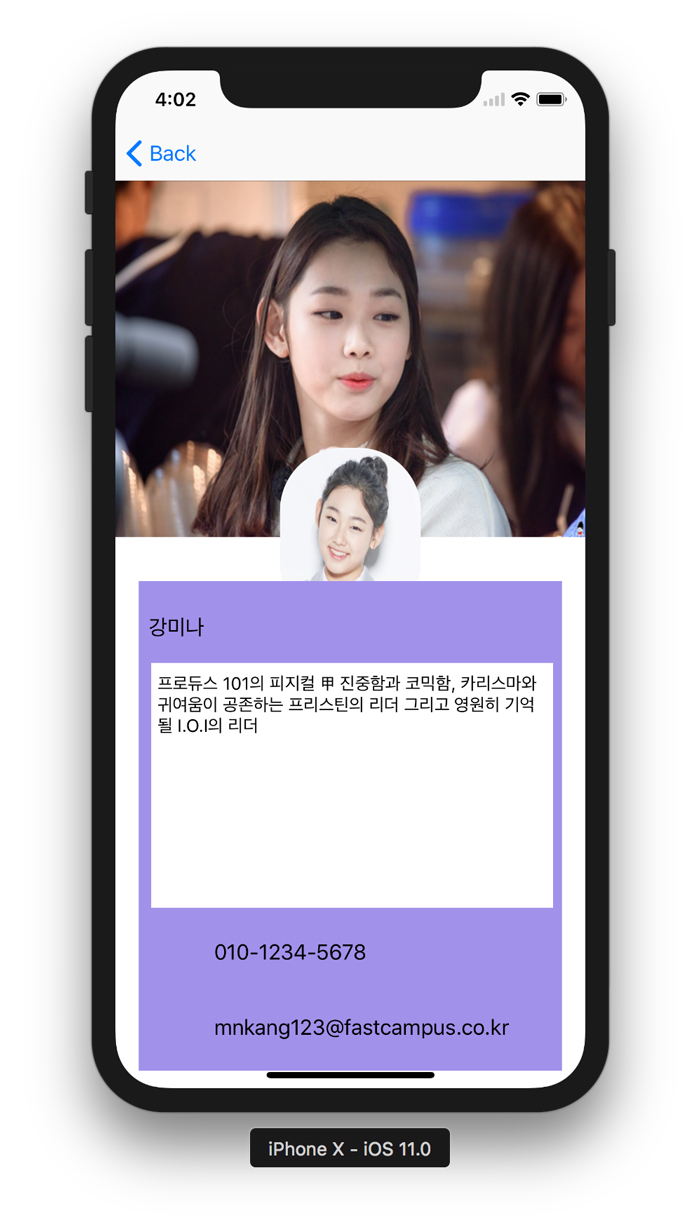 4:02
Back
강미나
프로듀스 101의 피지컬 甲 진중함과 코믹함, 카리스마와
귀여움이 공존하는 프리스틴의 리더 그리고 영원히 기억
될 I.O.I의 리더
010-1234-5678
mnkang123@fastcampus.co.kr
iPhone X - iOS 11.0